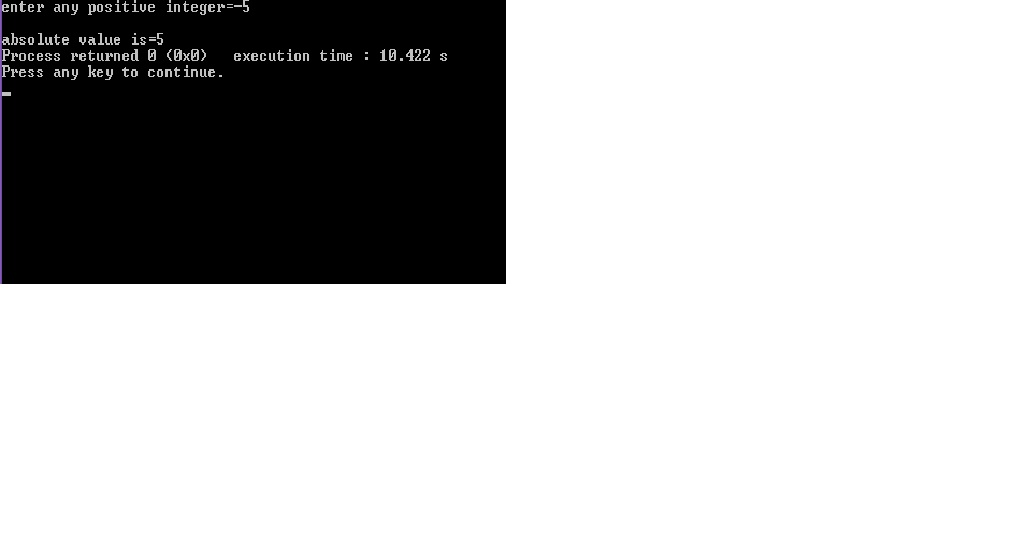 enter any positive integer=-5
absolute value is=5
Process returned 0 (0x0)   execution time : 10.422 s
Press any key to continue.